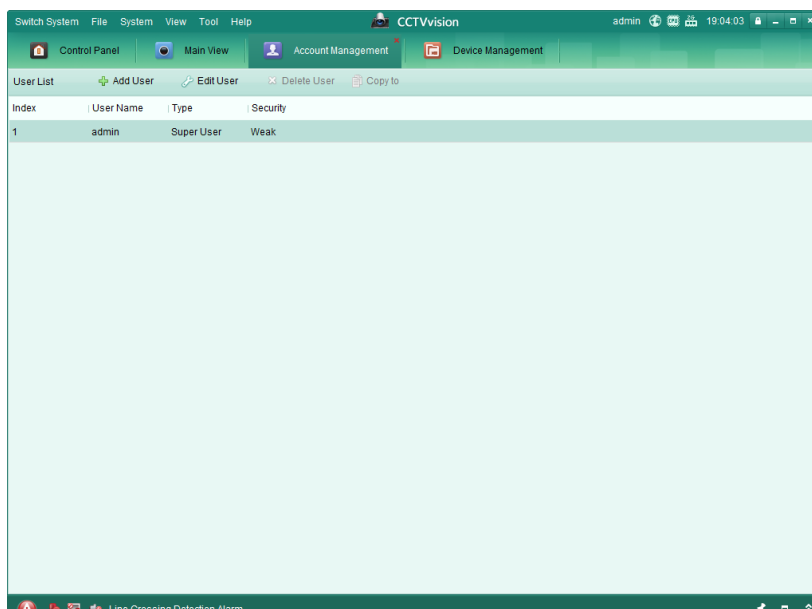 Switch System File System View Tool Help CCTVvision admin 19:04:03
Control Panel Main View Account Management Device Management
User List Add User Edit User Delete User Copy to
Index User Name Type Security
1 admin Super User Weak
Line Crossing Detection Alarm